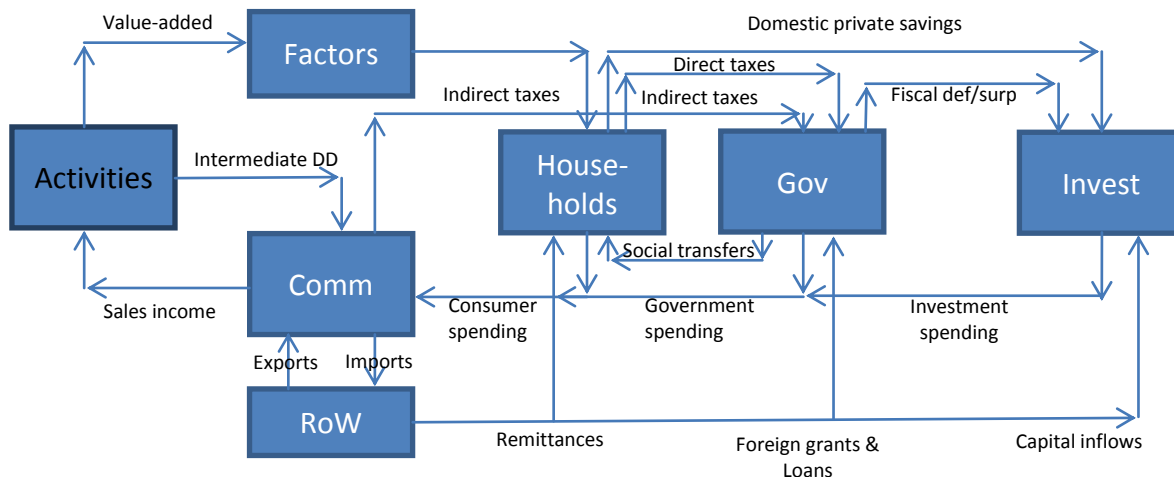 Value-added
Domestic private savings
Factors
Direct taxes
Indirect taxes
Indirect taxes
Fiscal def/surp
Activities
Intermediate DD
House-
holds
Gov
Invest
Social transfers
Comm
Sales income
Consumer
spending
Government
spending
Investment
spending
Exports
Imports
RoW
Remittances
Foreign grants &
Loans
Capital inflows